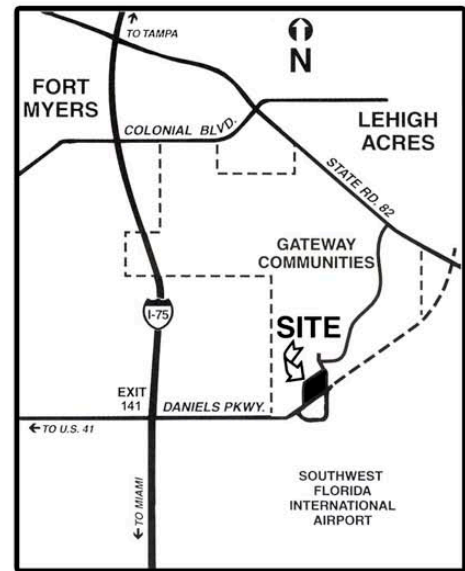 TO TAMPA
N
FORT
MYERS
COLONIAL BLVD.
LEHIGH
ACRES
STATE RD. 82
GATEWAY
COMMUNITIES
I-75
SITE
EXIT
141
DANIELS PKWY.
TO U.S. 41
TO MIAMI
SOUTHWEST
FLORIDA
INTERNATIONAL
AIRPORT